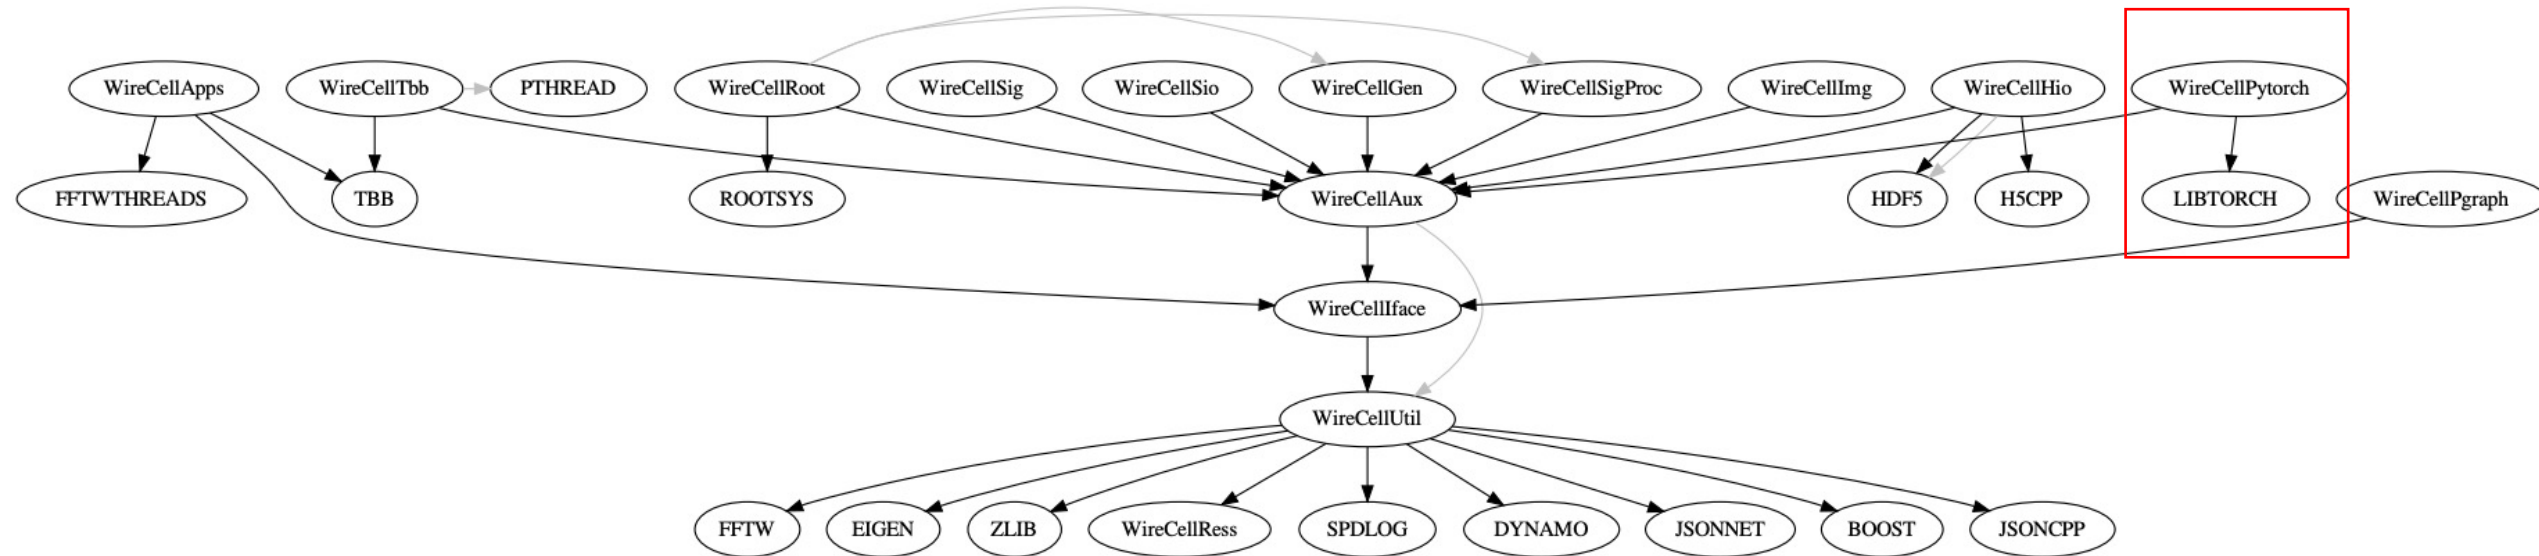 WireCellApps
WireCellTbb
PTHREAD
WireCellRoot
WireCellSig
WireCellSio
WireCellGen
WireCellSigProc
WireCellImg
WireCellHio
WireCellPytorch
FFTWTHREADS
TBB
ROOTSYS
WireCellAux
HDF5
H5CPP
LIBTORCH
WireCellPgraph
WireCellIface
WireCellUtil
FFTW
EIGEN
ZLIB
WireCellRess
SPDLOG
DYNAMO
JSONNET
BOOST
JSONCPP